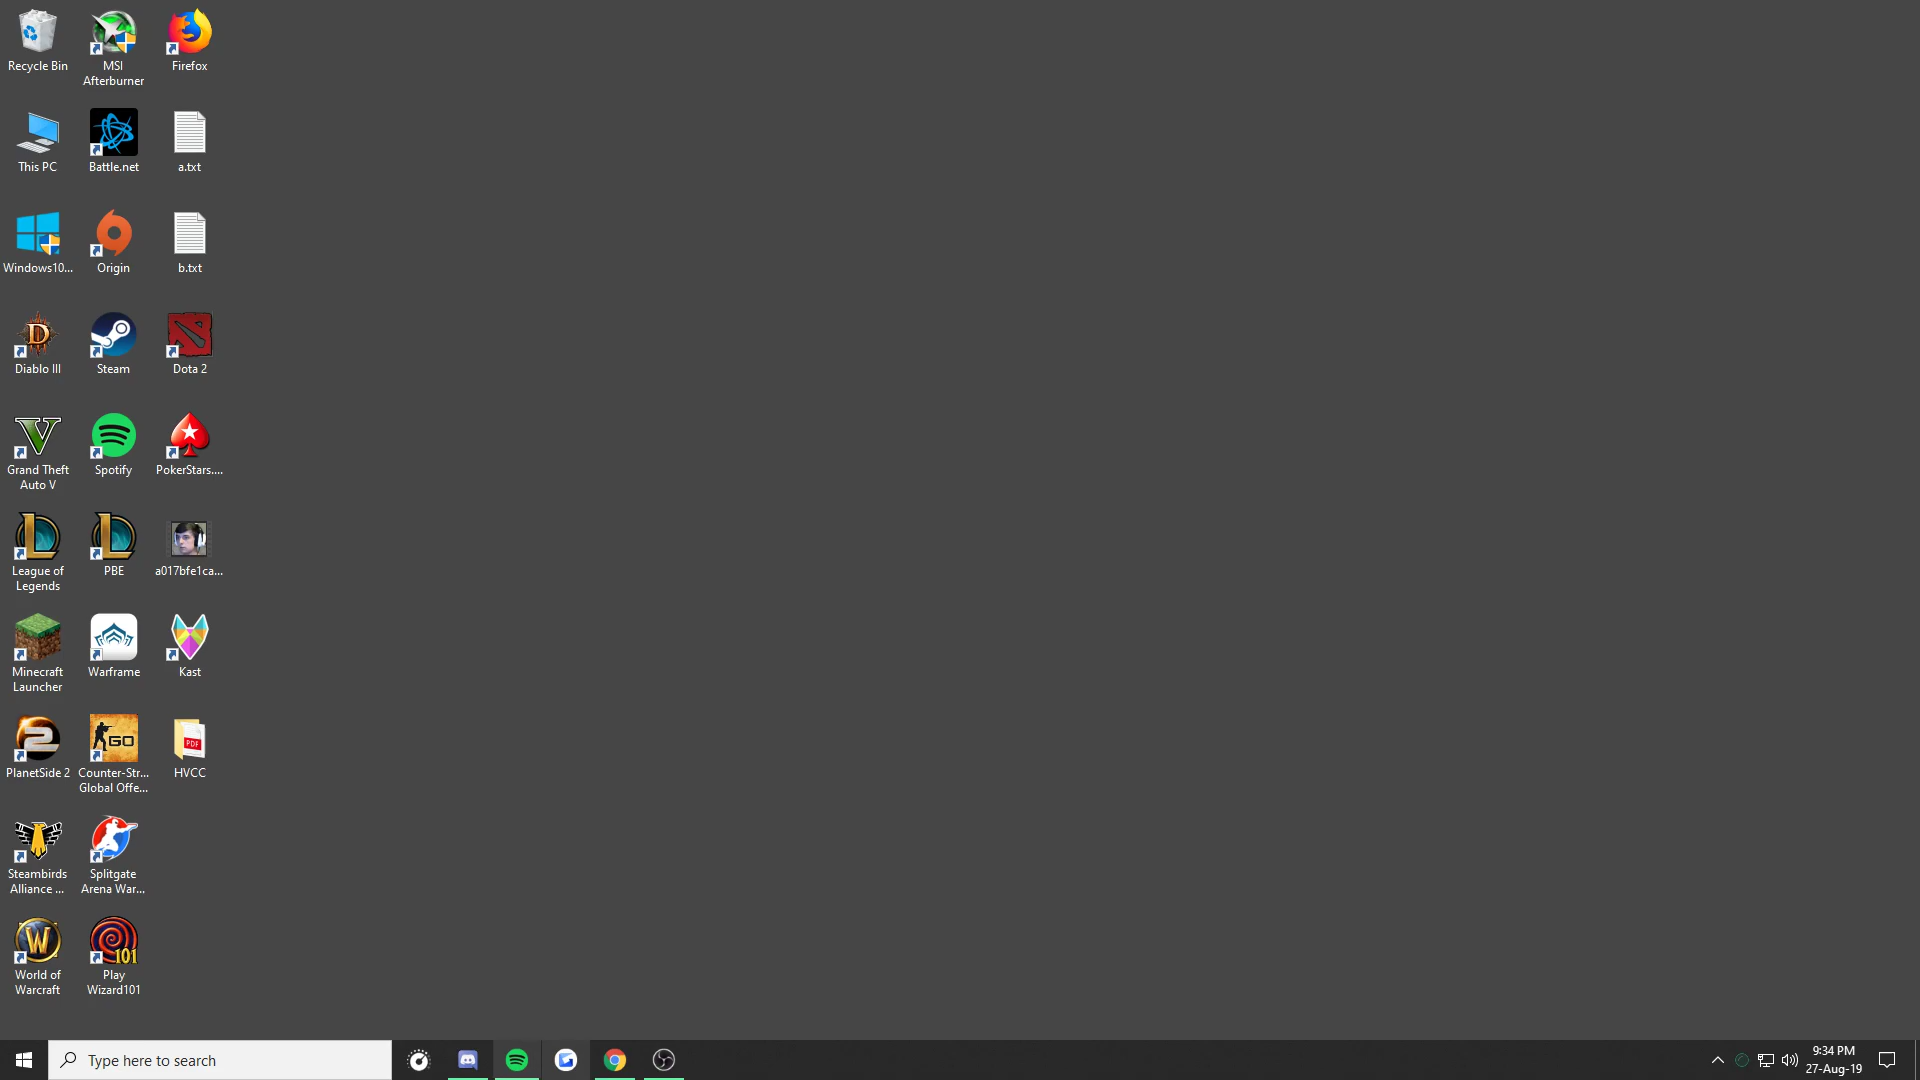 Recycle Bin
MSI
Afterburner
Firefox
This PC
Battle.net
a.txt
Windows10...
Origin
b.txt
Diablo III
Steam
Dota 2
Grand Theft
Auto V
Spotify
PokerStars....
League of
Legends
PBE
a017bfe1ca...
Minecraft
Launcher
Warframe
Kast
PlanetSide 2
GO
Counter-Str...
Global Offe...
PDF
HVCC
Steambirds
Alliance ...
Splitgate
Arena War...
World of
Warcraft
101
Play
Wizard101
Type here to search
9:34 PM
27-Aug-19